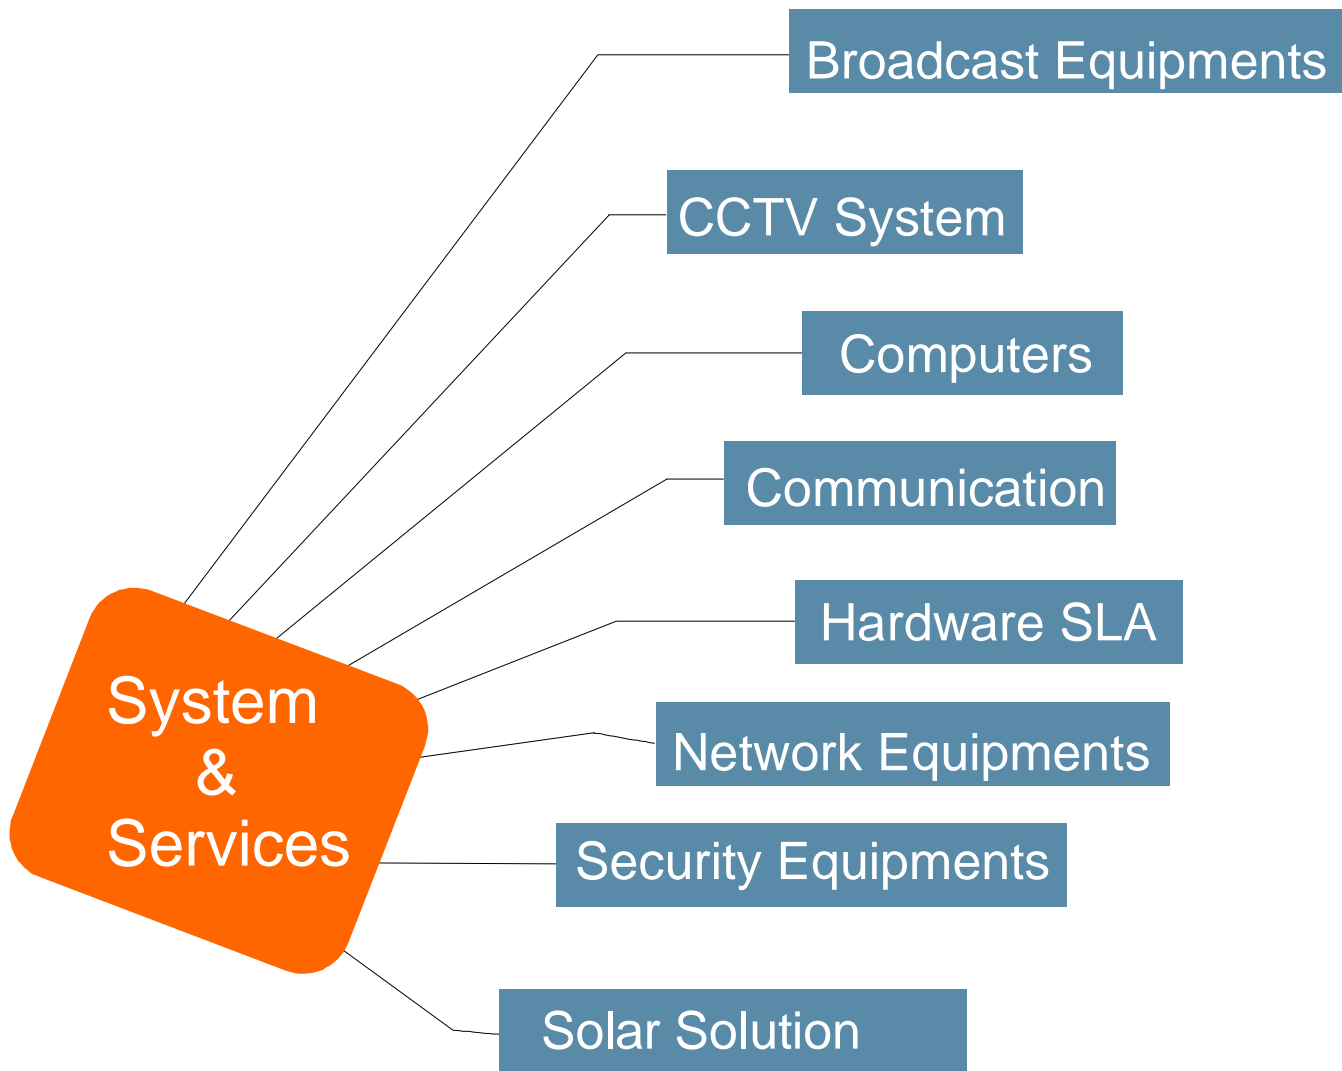 Broadcast Equipments
CCTV System
Computers
Communication
Hardware SLA
System
&
Services
Network Equipments
Security Equipments
Solar Solution